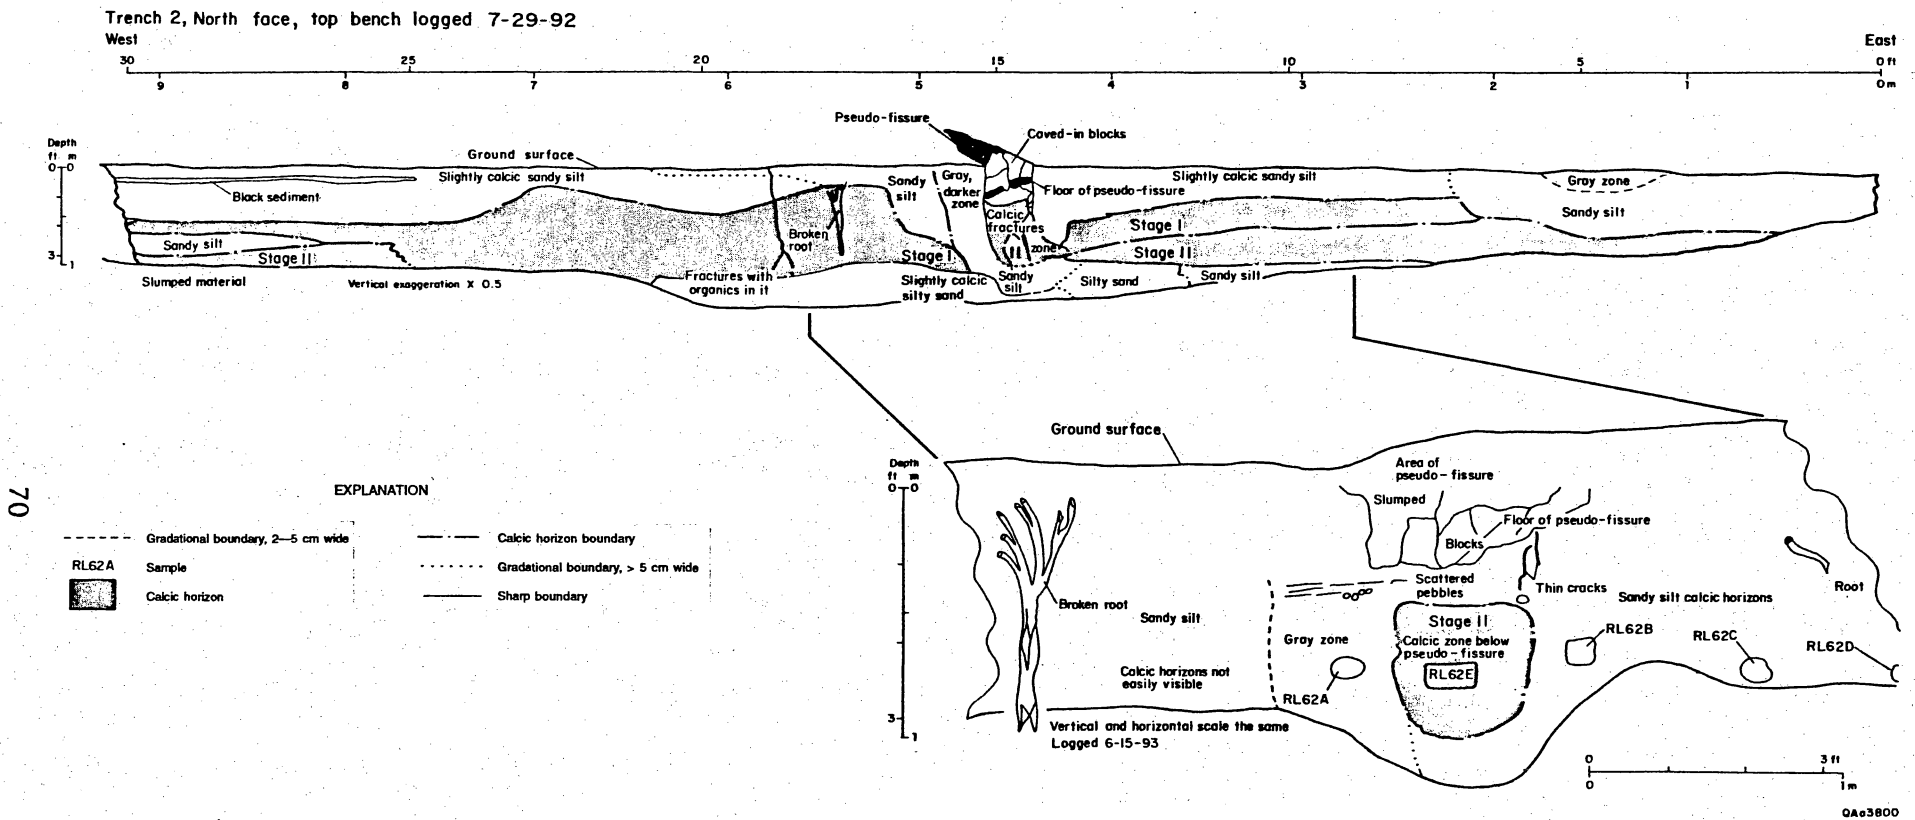 Trench 2, North face, top bench logged 7-29-92
West
East
30 25 20 15 10 5 0 ft
9 8 7 6 5 4 3 2 1 0 m
Pseudo-fissure
Caved-in blocks
Depth
ft m
0 0
3 1
Ground surface
Slightly calcic sandy silt
Black sediment
Sandy silt
Gray, darker zone
Floor of pseudo-fissure
Slightly calcic sandy silt
Gray zone
Sandy silt
Calcic fractures
Broken root
Stage I
Sandy silt
Stage II
Stage I
II zone
Stage II
Slumped material
Vertical exaggeration X 0.5
Fractures with organics in it
Slightly calcic silty sand
Sandy silt
Silty sand
Sandy silt
70
EXPLANATION
Gradational boundary, 2—5 cm wide
Calcic horizon boundary
RL62A Sample
Gradational boundary, > 5 cm wide
Calcic horizon
Sharp boundary
Ground surface
Depth
ft m
0 0
3 1
Area of
pseudo-fissure
Slumped
Floor of pseudo-fissure
Blocks
Scattered
pebbles
Thin cracks
Root
Broken root
Sandy silt
Sandy silt calcic horizons
Stage II
Gray zone
Calcic zone below
pseudo-fissure
RL62B
RL62C
RL62D
Calcic horizons not
easily visible
RL62E
RL62A
Vertical and horizontal scale the same
Logged 6-15-93
0 3 ft
0 1 m
QAa3800